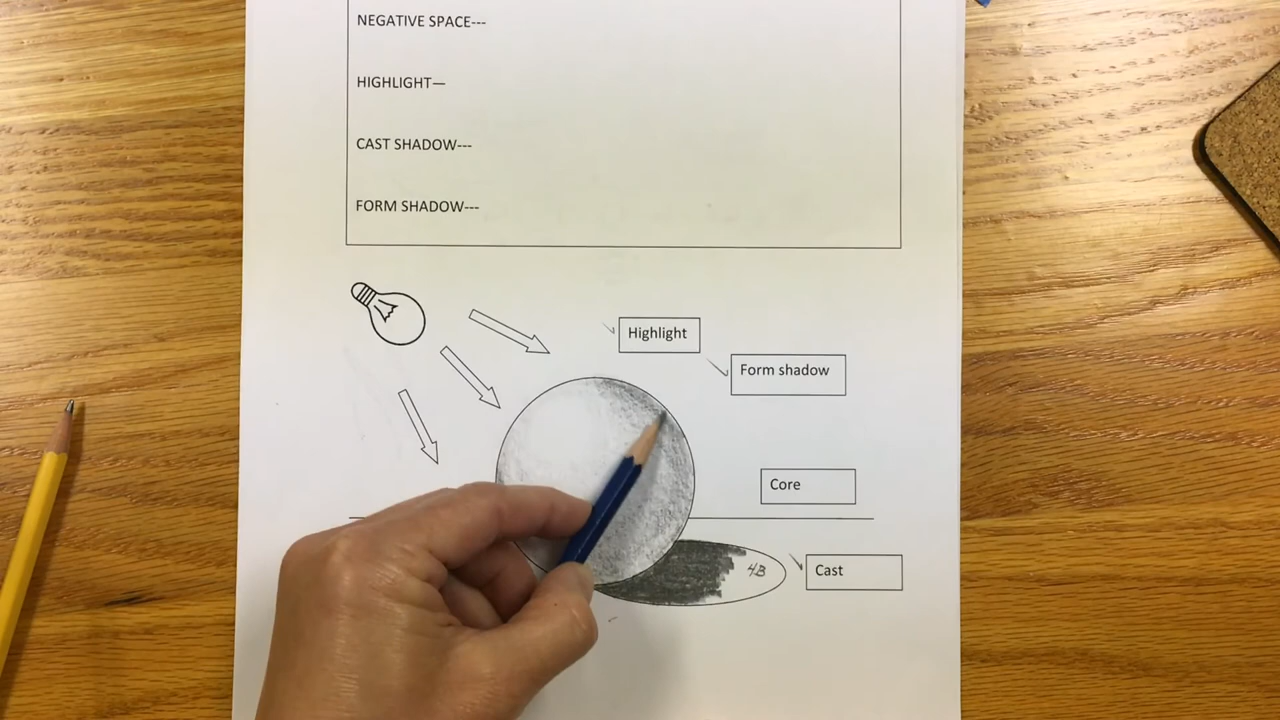 NEGATIVE SPACE---
HIGHLIGHT—
CAST SHADOW---
FORM SHADOW---
Highlight
Form shadow
Core
Cast
4B